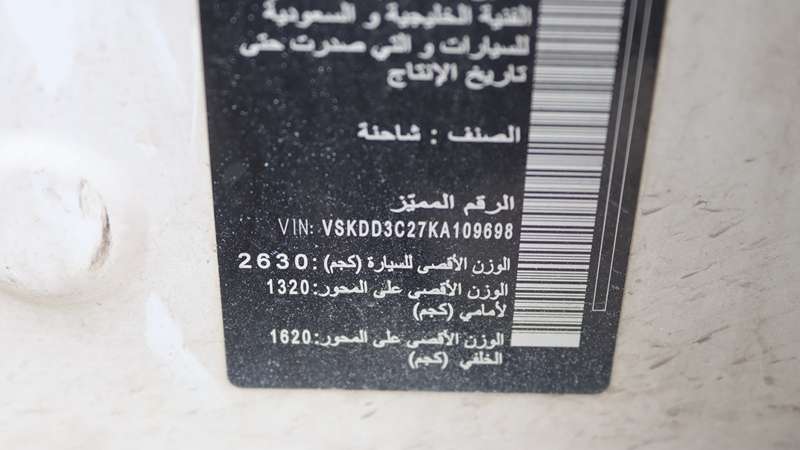 الفنية الخليجية و السعودية
للسيارات و التي صدرت حتى
تاريخ الإنتاج
الصنف : شاحنة
الرقم المميّز
VIN: VSKDD3C27KA109698
الوزن الأقصى للسيارة (كجم): 2630
الوزن الأقصى على المحور: 1320
لأمامي (كجم)
الوزن الأقصى على المحور: 1620
الخلفي (كجم)